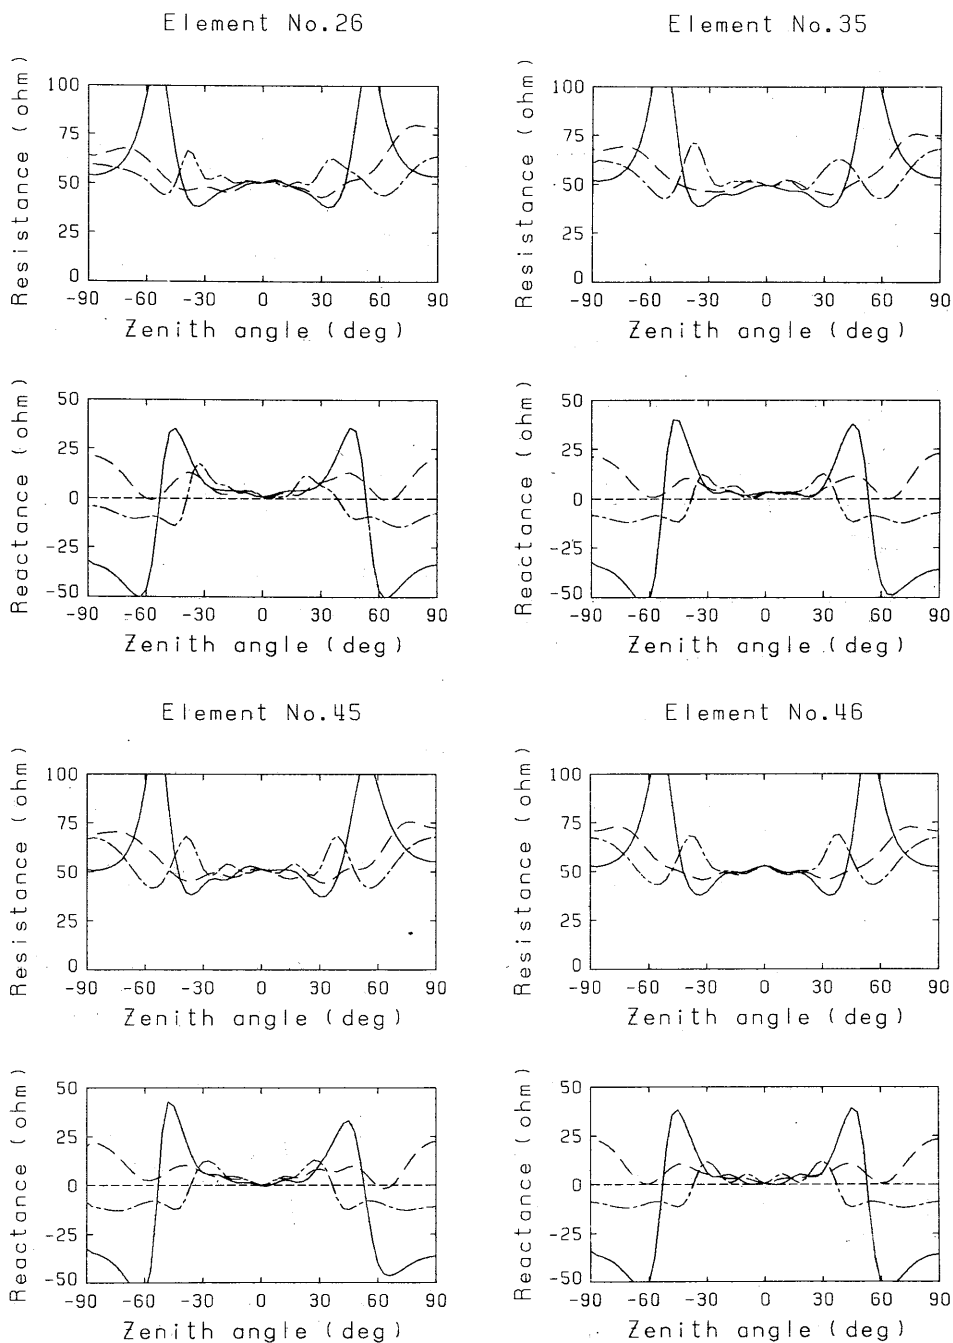 Element No.26
Resistance (ohm)
100
75
50
25
0
-90 -60 -30 0 30 60 90
Zenith angle (deg)
Reactance (ohm)
50
25
0
-25
-50
-90 -60 -30 0 30 60 90
Zenith angle (deg)
Element No.35
Resistance (ohm)
100
75
50
25
0
-90 -60 -30 0 30 60 90
Zenith angle (deg)
Reactance (ohm)
50
25
0
-25
-50
-90 -60 -30 0 30 60 90
Zenith angle (deg)
Element No.45
Resistance (ohm)
100
75
50
25
0
-90 -60 -30 0 30 60 90
Zenith angle (deg)
Reactance (ohm)
50
25
0
-25
-50
-90 -60 -30 0 30 60 90
Zenith angle (deg)
Element No.46
Resistance (ohm)
100
75
50
25
0
-90 -60 -30 0 30 60 90
Zenith angle (deg)
Reactance (ohm)
50
25
0
-25
-50
-90 -60 -30 0 30 60 90
Zenith angle (deg)